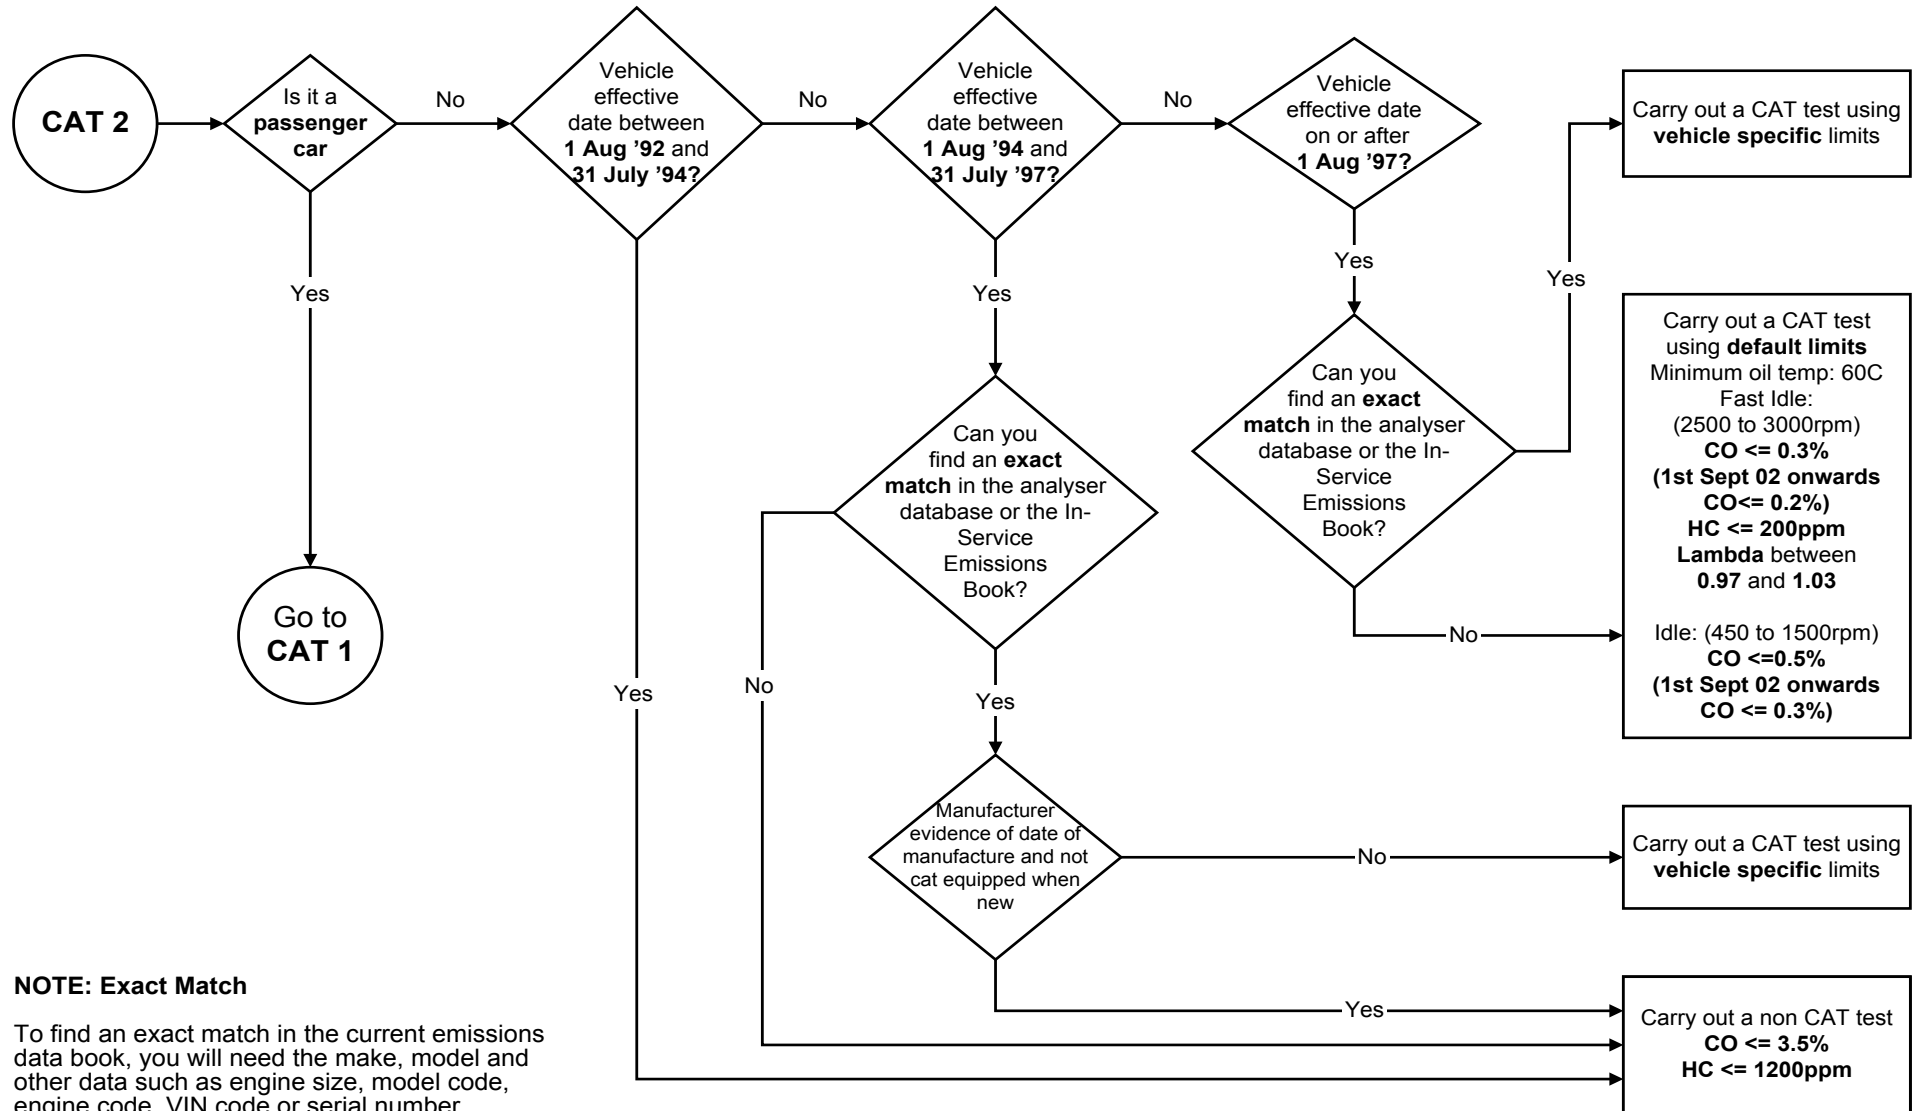 CAT 2
Is it a
passenger
car
No
Vehicle
effective
date between
1 Aug ’92 and
31 July ’94?
No
Vehicle
effective
date between
1 Aug ’94 and
31 July ’97?
No
Vehicle
effective date
on or after
1 Aug ’97?
Carry out a CAT test using
vehicle specific limits
Yes
Yes
Yes
Yes
Go to
CAT 1
Can you
find an exact
match in the analyser
database or the In-
Service
Emissions
Book?
Can you
find an exact
match in the analyser
database or the In-
Service
Emissions
Book?
Carry out a CAT test
using default limits
Minimum oil temp: 60C
Fast Idle:
(2500 to 3000rpm)
CO <= 0.3%
(1st Sept 02 onwards
CO<= 0.2%)
HC <= 200ppm
Lambda between
0.97 and 1.03
Idle: (450 to 1500rpm)
CO <=0.5%
(1st Sept 02 onwards
CO <= 0.3%)
No
Yes
No
Yes
Manufacturer
evidence of date of
manufacture and not
cat equipped when
new
No
Carry out a CAT test using
vehicle specific limits
Yes
Carry out a non CAT test
CO <= 3.5%
HC <= 1200ppm
NOTE: Exact Match
To find an exact match in the current emissions
data book, you will need the make, model and
other data such as engine size, model code,
engine code, VIN code or serial number